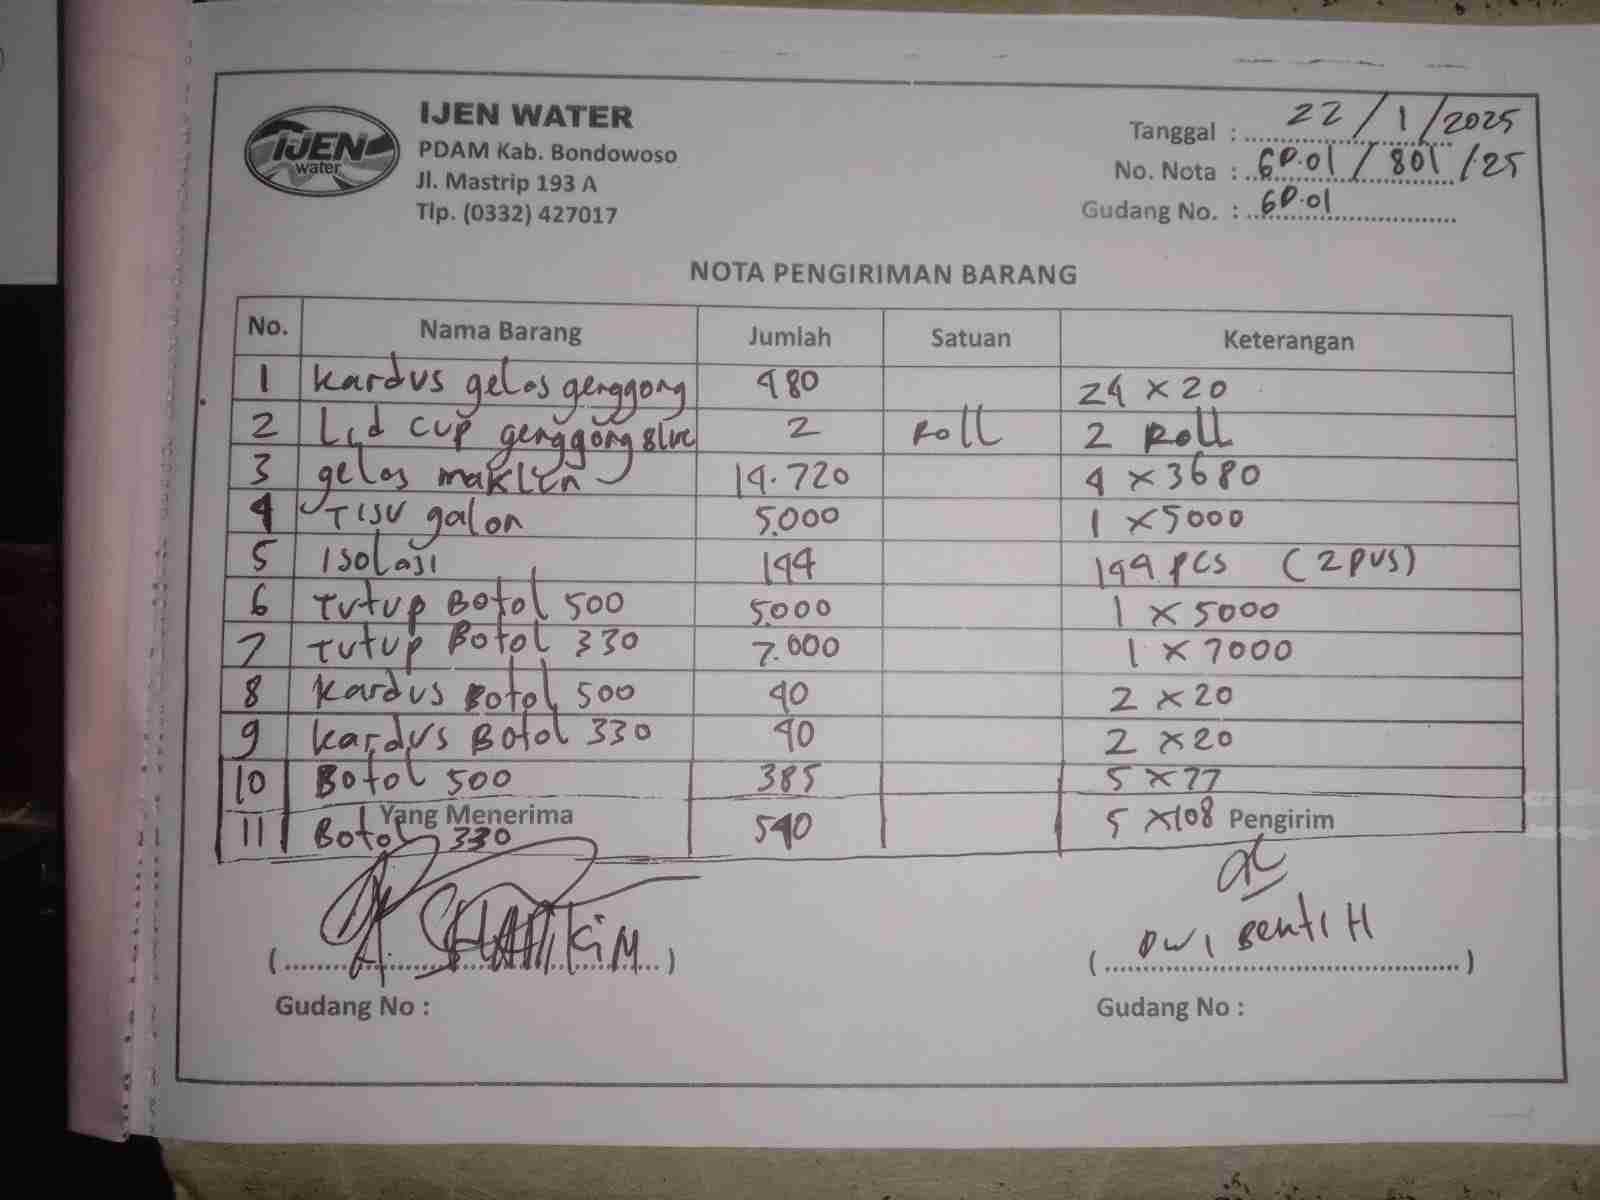 IJEN water
IJEN WATER
PDAM Kab. Bondowoso
Jl. Mastrip 193 A
Tlp. (0332) 427017
Tanggal : 22/1/2025
No. Nota : 60.01/801/25
Gudang No. : 60.01
NOTA PENGIRIMAN BARANG
No. Nama Barang Jumlah Satuan Keterangan
1 Kardus gelas genggong 480 24 x 20
2 Lid cup genggong 2 Roll 2 Roll
3 gelas maklun 14.720 4 x 3680
4 Tisu galon 5.000 1 x 5000
5 Isolasi 144 144 pcs (2 pus)
6 Tutup Botol 500 5.000 1 x 5000
7 Tutup Botol 330 7.000 1 x 7000
8 Kardus Botol 500 40 2 x 20
9 Kardus Botol 330 40 2 x 20
10 Botol 500 385 5 x 77
Yang Menerima Pengirim
11 Botol 330 540 5 x 108
Gudang No : Gudang No :